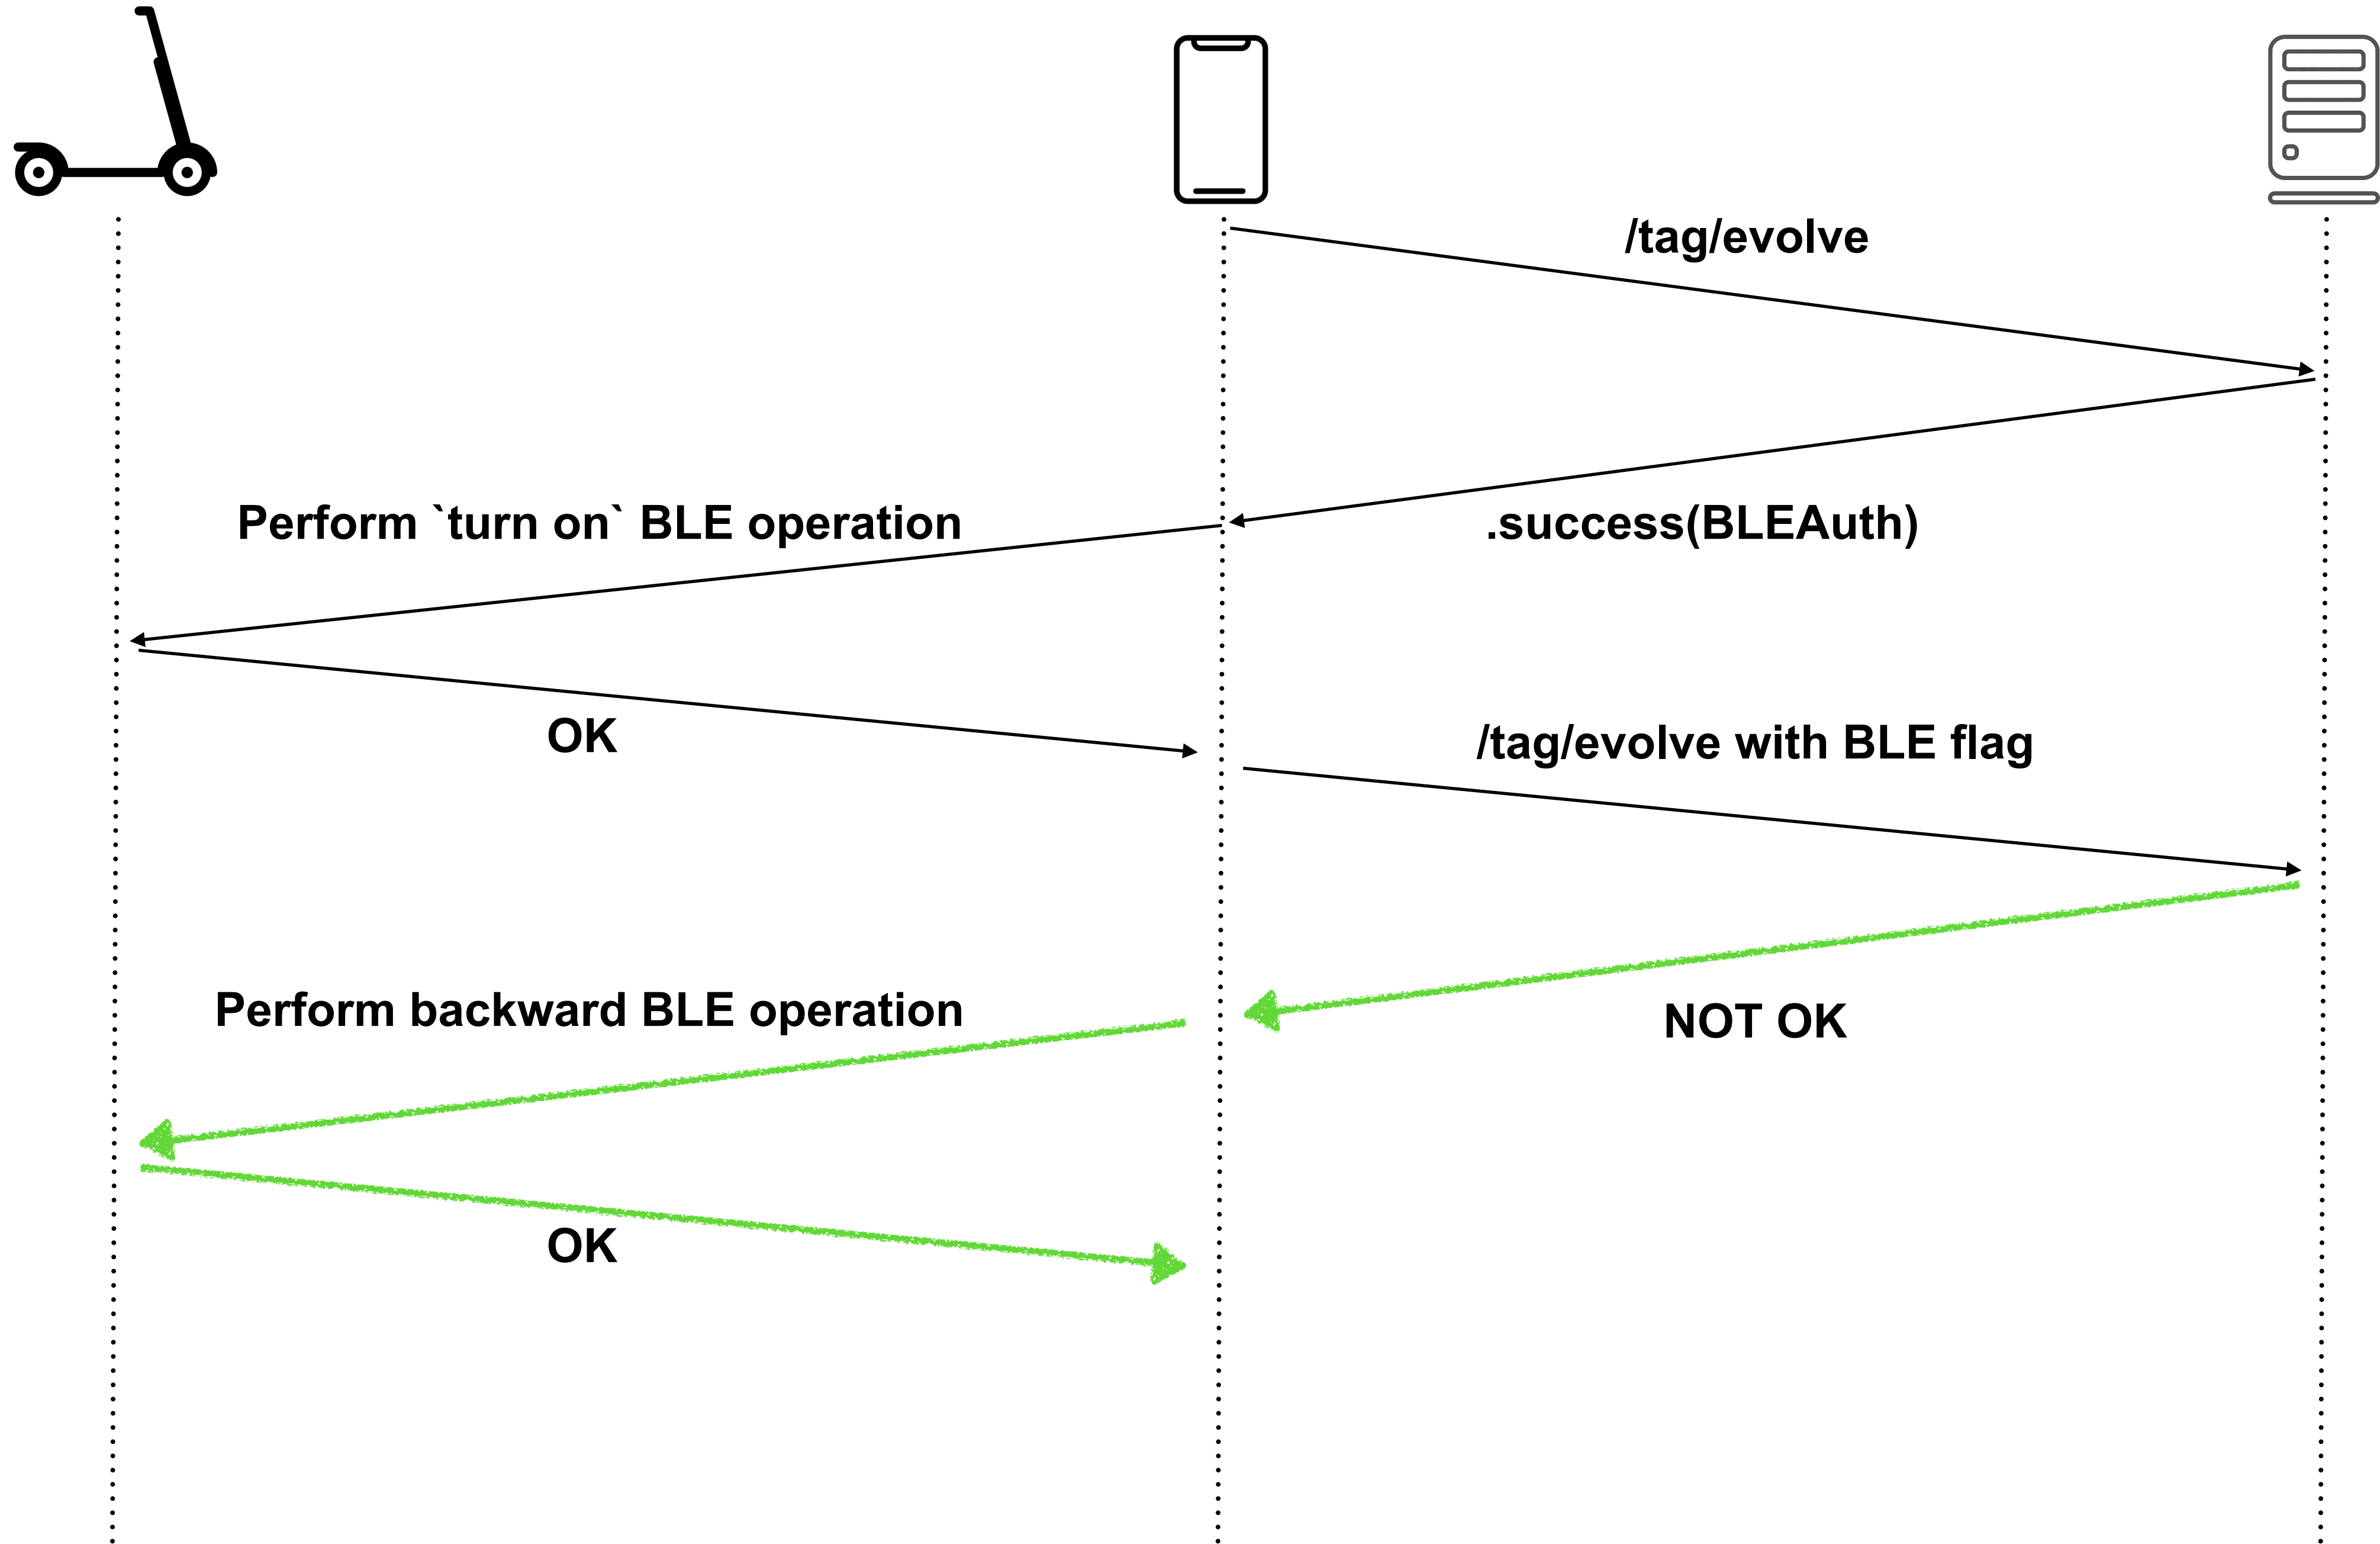 /tag/evolve
Perform `turn on` BLE operation
.success(BLEAuth)
OK
/tag/evolve with BLE flag
Perform backward BLE operation
NOT OK
OK